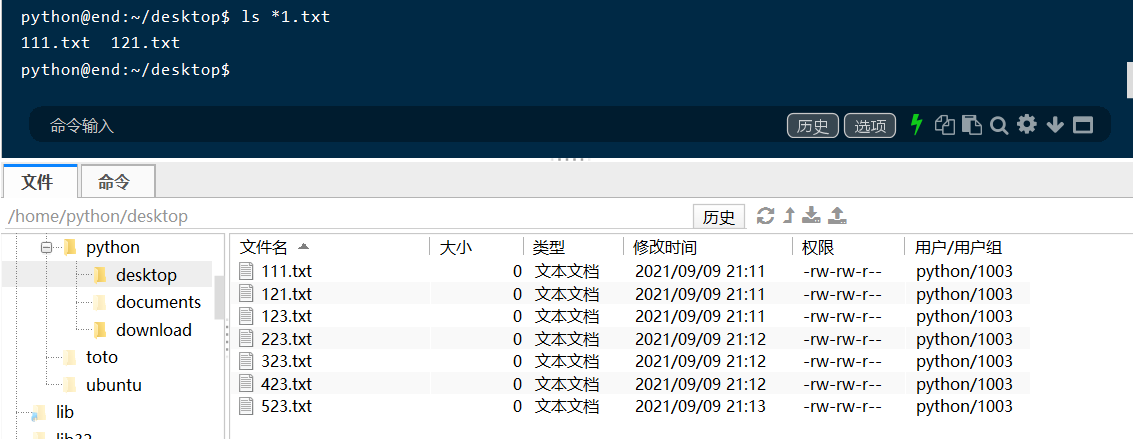 python@end:~/desktop$ ls *1.txt
111.txt  121.txt
python@end:~/desktop$
命令输入 历史 选项
文件 命令
/home/python/desktop 历史
python
desktop
documents
download
toto
ubuntu
lib
lib32
文件名 大小 类型 修改时间 权限 用户/用户组
111.txt 0 文本文档 2021/09/09 21:11 -rw-rw-r-- python/1003
121.txt 0 文本文档 2021/09/09 21:11 -rw-rw-r-- python/1003
123.txt 0 文本文档 2021/09/09 21:11 -rw-rw-r-- python/1003
223.txt 0 文本文档 2021/09/09 21:12 -rw-rw-r-- python/1003
323.txt 0 文本文档 2021/09/09 21:12 -rw-rw-r-- python/1003
423.txt 0 文本文档 2021/09/09 21:12 -rw-rw-r-- python/1003
523.txt 0 文本文档 2021/09/09 21:13 -rw-rw-r-- python/1003